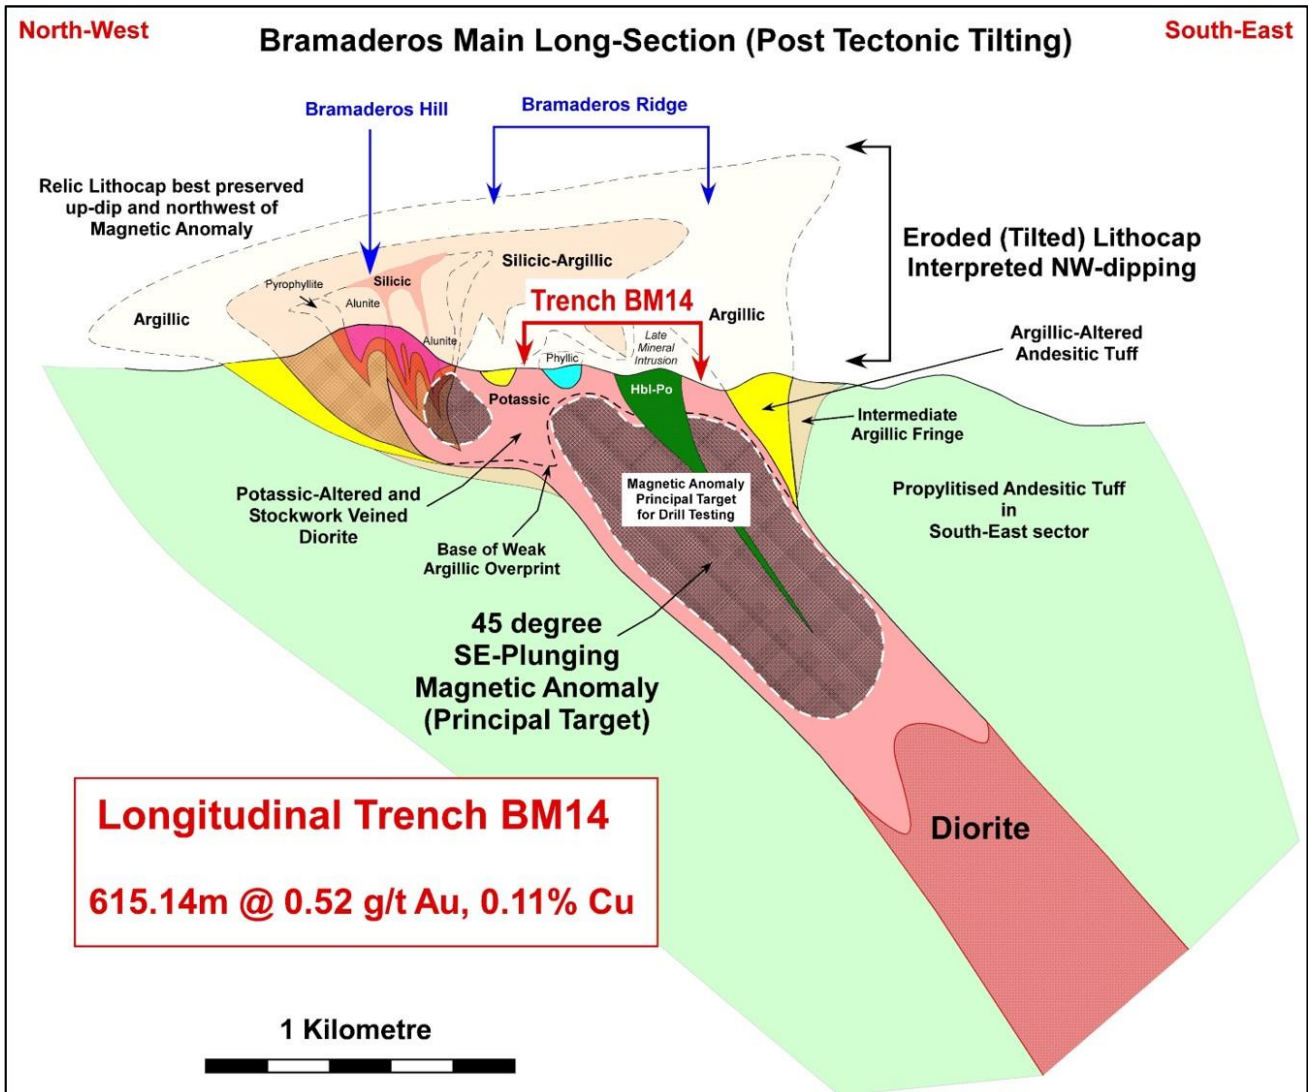 North-West
Bramaderos Main Long-Section (Post Tectonic Tilting)
South-East
Bramaderos Hill
Bramaderos Ridge
Relic Lithocap best preserved
up-dip and northwest of
Magnetic Anomaly
Eroded (Tilted) Lithocap
Interpreted NW-dipping
Silicic-Argillic
Pyrophyllite
Silicic
Alunite
Trench BM14
Argillic
Argillic
Alunite
Late
Mineral
Intrusion
Argillic-Altered
Andesitic Tuff
Phyllic
Hbl-Po
Potassic
Intermediate
Argillic Fringe
Magnetic Anomaly
Principal Target
for Drill Testing
Propylitised Andesitic Tuff
in
South-East sector
Potassic-Altered and
Stockwork Veined
Diorite
Base of Weak
Argillic Overprint
45 degree
SE-Plunging
Magnetic Anomaly
(Principal Target)
Longitudinal Trench BM14
615.14m @ 0.52 g/t Au, 0.11% Cu
Diorite
1 Kilometre